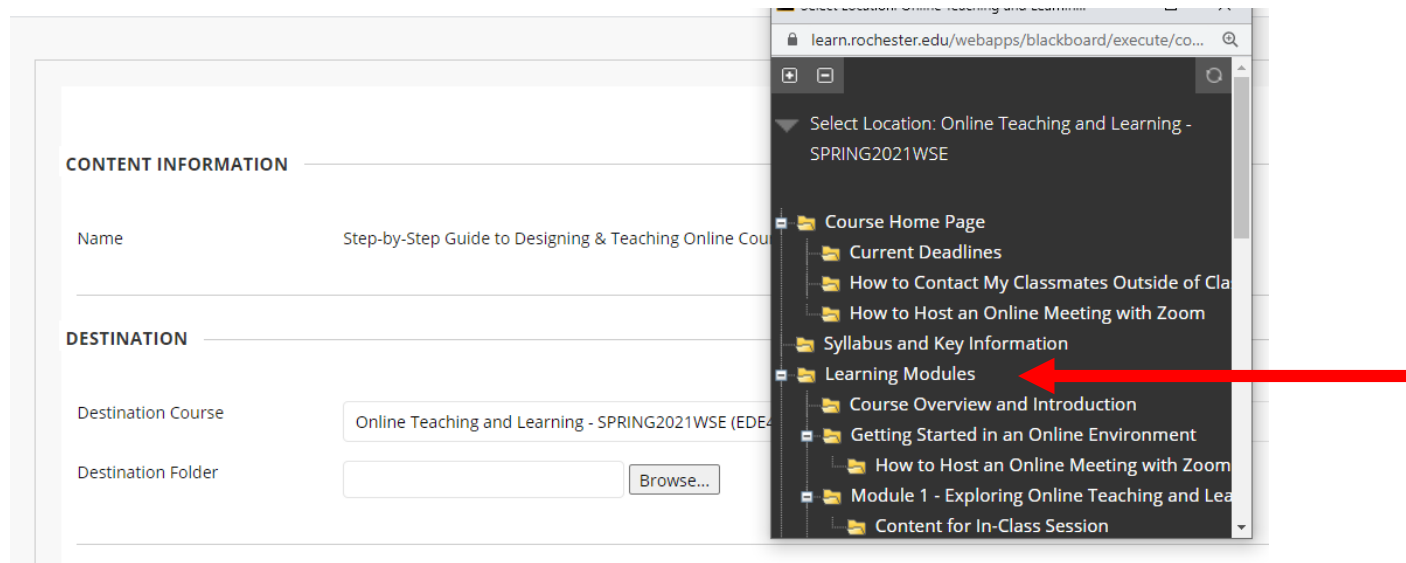 learn.rochester.edu/webapps/blackboard/execute/co...
Select Location: Online Teaching and Learning -
SPRING2021WSE
Course Home Page
Current Deadlines
How to Contact My Classmates Outside of Cla
How to Host an Online Meeting with Zoom
Syllabus and Key Information
Learning Modules
Course Overview and Introduction
Getting Started in an Online Environment
How to Host an Online Meeting with Zoom
Module 1 - Exploring Online Teaching and Lea
Content for In-Class Session
CONTENT INFORMATION
Name
Step-by-Step Guide to Designing & Teaching Online Cou
DESTINATION
Destination Course
Online Teaching and Learning - SPRING2021WSE (EDE4
Destination Folder
Browse...